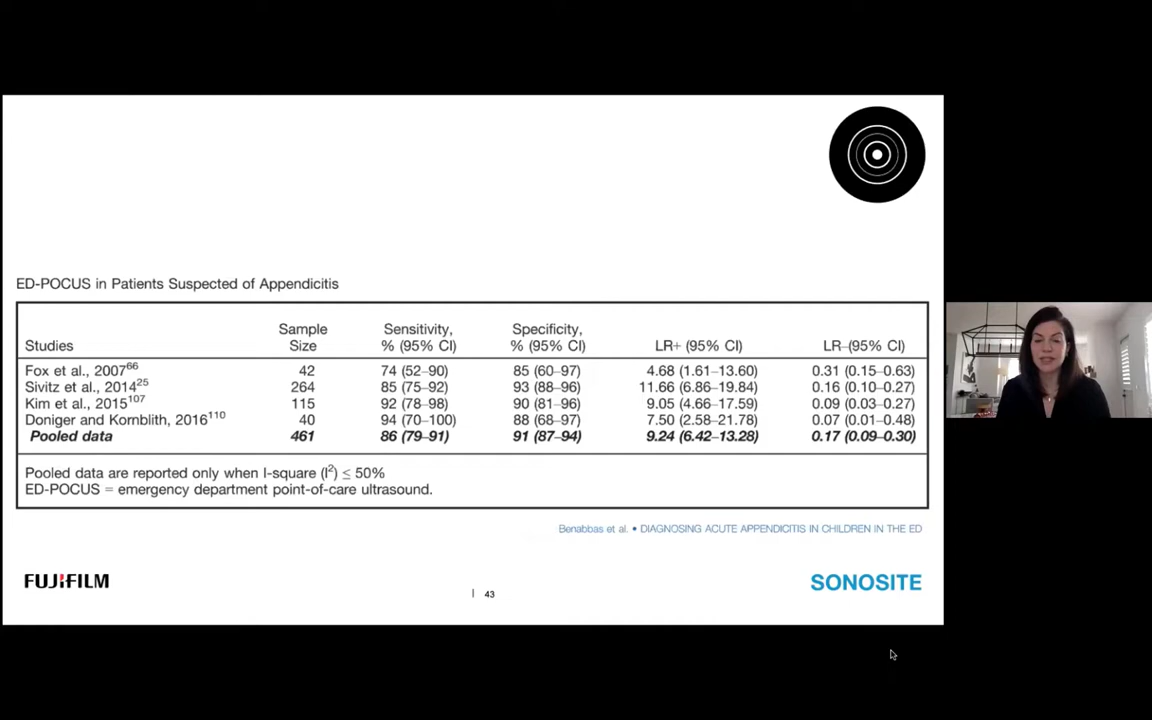 ED-POCUS in Patients Suspected of Appendicitis
Studies Sample Size Sensitivity, % (95% CI) Specificity, % (95% CI) LR+ (95% CI) LR–(95% CI)
Fox et al., 2007⁶⁶ 42 74 (52–90) 85 (60–97) 4.68 (1.61–13.60) 0.31 (0.15–0.63)
Sivitz et al., 2014²⁵ 264 85 (75–92) 93 (88–96) 11.66 (6.86–19.84) 0.16 (0.10–0.27)
Kim et al., 2015¹⁰⁷ 115 92 (78–98) 90 (81–96) 9.05 (4.66–17.59) 0.09 (0.03–0.27)
Doniger and Kornblith, 2016¹¹⁰ 40 94 (70–100) 88 (68–97) 7.50 (2.58–21.78) 0.07 (0.01–0.48)
Pooled data 461 86 (79–91) 91 (87–94) 9.24 (6.42–13.28) 0.17 (0.09–0.30)
Pooled data are reported only when I-square (I²) ≤ 50%
ED-POCUS = emergency department point-of-care ultrasound.
Benabbas et al. • DIAGNOSING ACUTE APPENDICITIS IN CHILDREN IN THE ED
FUJIFILM
| 43
SONOSITE